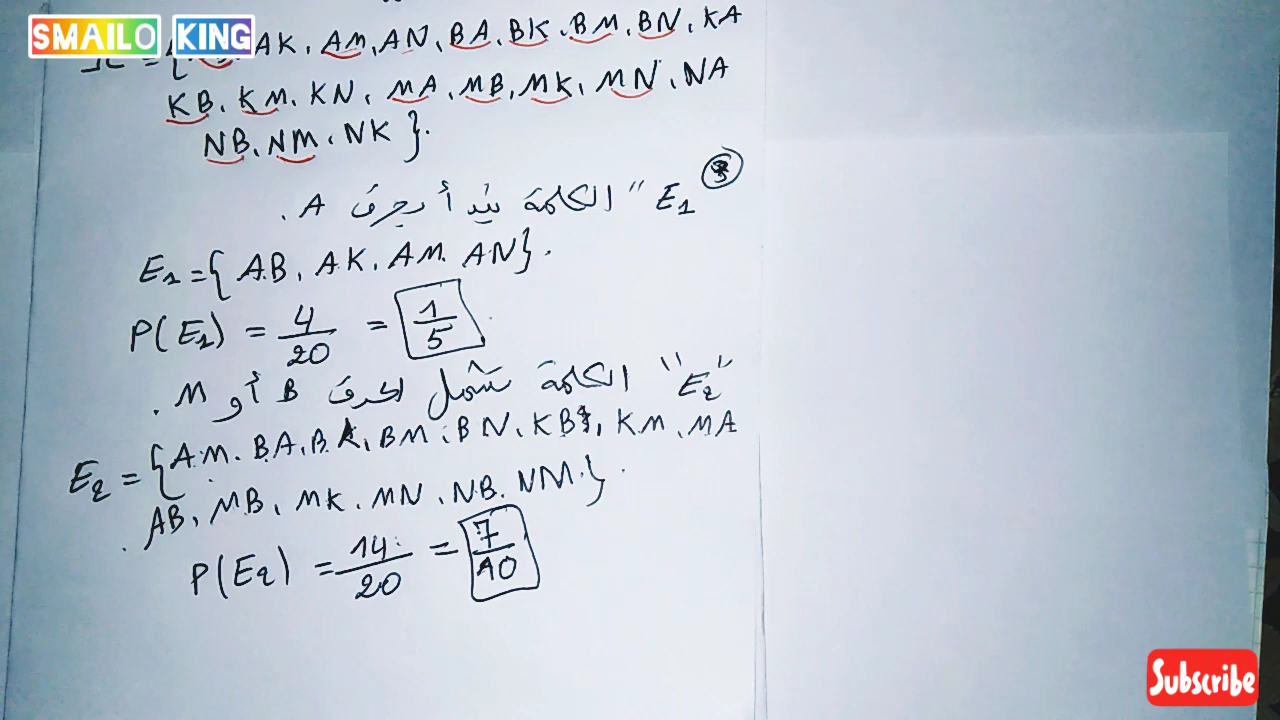 SMAILO KING
Ω = { AK, AM, AN, BA, BK, BM, BN, KA
KB, KM, KN, MA, MB, MK, MN, NA
NB, NM, NK }.
③ E₁ " الكلمة تبدأ بحرف A .
E₁ = { AB, AK, AM, AN }.
P(E₁) = 4/20 = 1/5
"E₂" الكلمة تشمل الحرف B أو M .
E₂ = { AM, BA, BK, BM, BN, KB, KM, MA
AB, MB, MK, MN, NB, NM }.
P(E₂) = 14/20 = 7/10
Subscribe